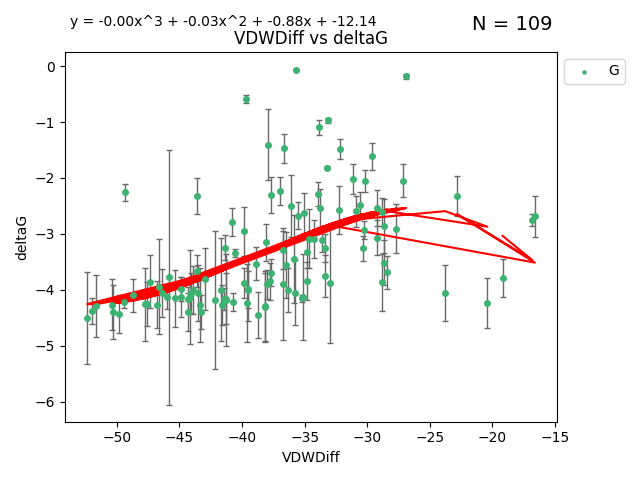 y = -0.00x^3 + -0.03x^2 + -0.88x + -12.14
N = 109
VDWDiff vs deltaG
G
deltaG
0
−1
−2
−3
−4
−5
−6
−50
−45
−40
−35
−30
−25
−20
−15
VDWDiff